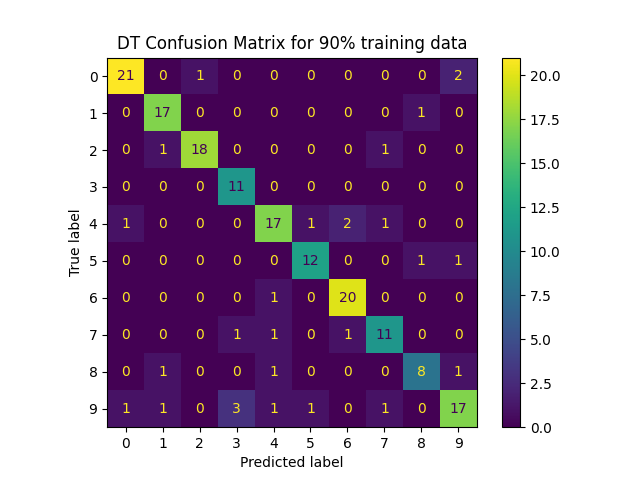 DT Confusion Matrix for 90% training data
0 21 0 1 0 0 0 0 0 0 2
1 0 17 0 0 0 0 0 0 1 0
2 0 1 18 0 0 0 0 1 0 0
3 0 0 0 11 0 0 0 0 0 0
4 1 0 0 0 17 1 2 1 0 0
5 0 0 0 0 0 12 0 0 1 1
6 0 0 0 0 1 0 20 0 0 0
7 0 0 0 1 1 0 1 11 0 0
8 0 1 0 0 1 0 0 0 8 1
9 1 1 0 3 1 1 0 1 0 17
0 1 2 3 4 5 6 7 8 9
Predicted label
True label
20.0
17.5
15.0
12.5
10.0
7.5
5.0
2.5
0.0